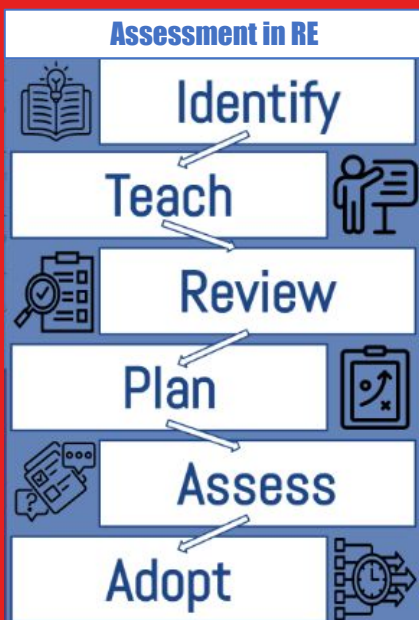 Assessment in RE
Identify
Teach
Review
Plan
Assess
Adopt